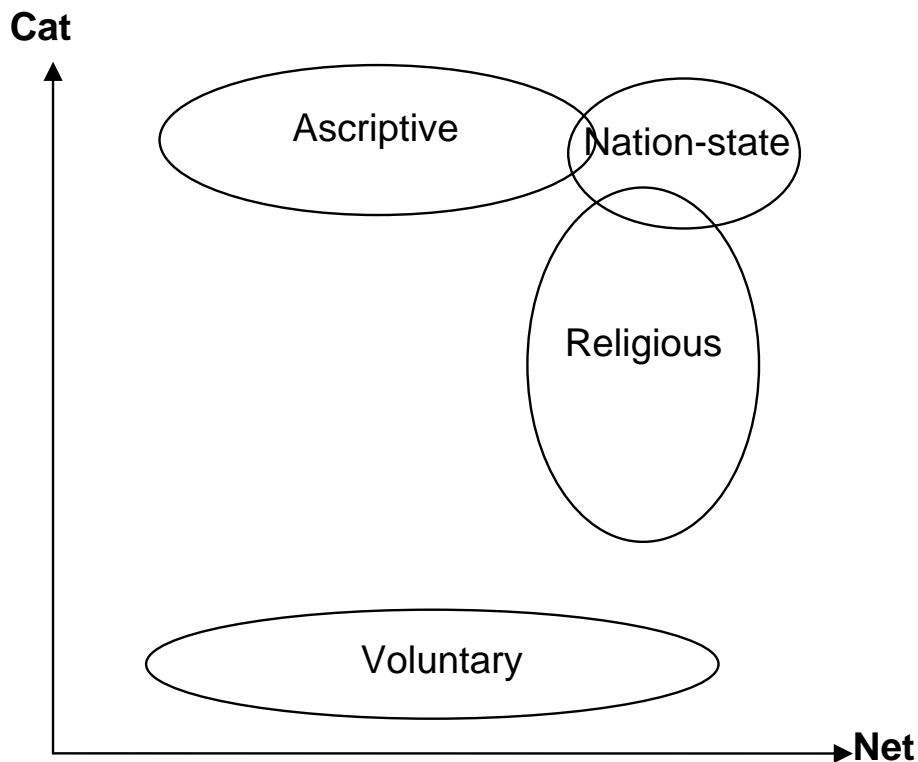 Cat
Ascriptive
Nation-state
Religious
Voluntary
Net